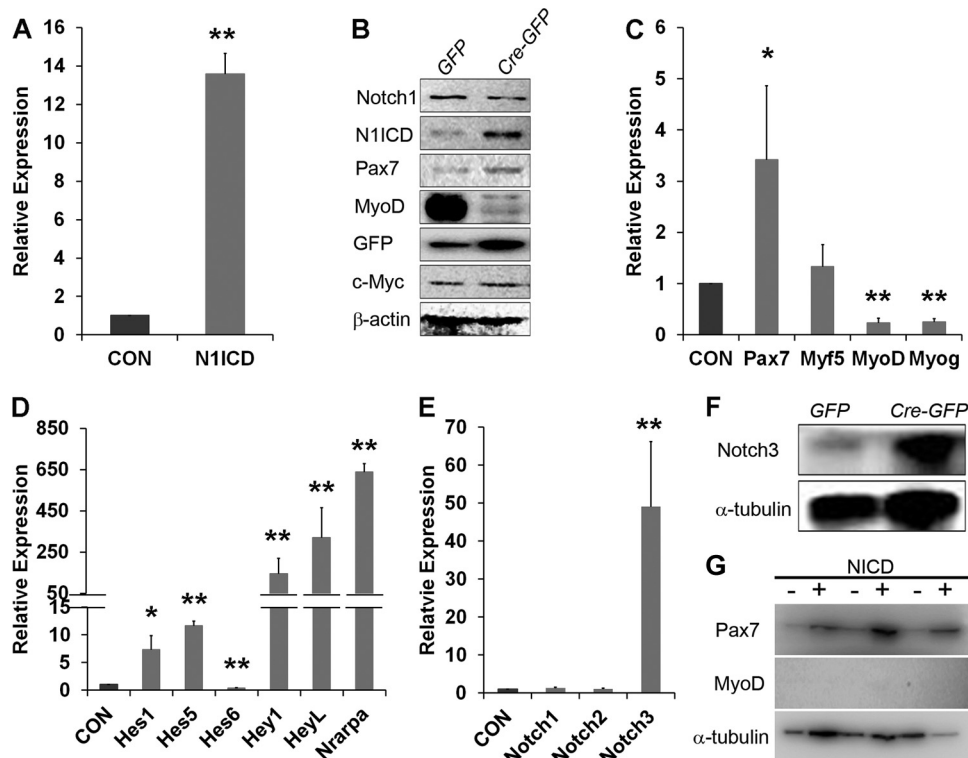 A
Relative Expression
16
14
12
10
8
6
4
2
0
**
CON
N1ICD
B
GFP
Cre-GFP
Notch1
N1ICD
Pax7
MyoD
GFP
c-Myc
β-actin
C
Relative Expression
6
5
4
3
2
1
0
*
**
**
CON
Pax7
Myf5
MyoD
Myog
D
Relative Expression
850
650
450
250
50
15
10
5
0
*
**
**
**
**
**
CON
Hes1
Hes5
Hes6
Hey1
HeyL
Nrarpa
E
Relatvie Expression
70
60
50
40
30
20
10
0
**
CON
Notch1
Notch2
Notch3
F
GFP
Cre-GFP
Notch3
α-tubulin
G
NICD
- + - + - +
Pax7
MyoD
α-tubulin